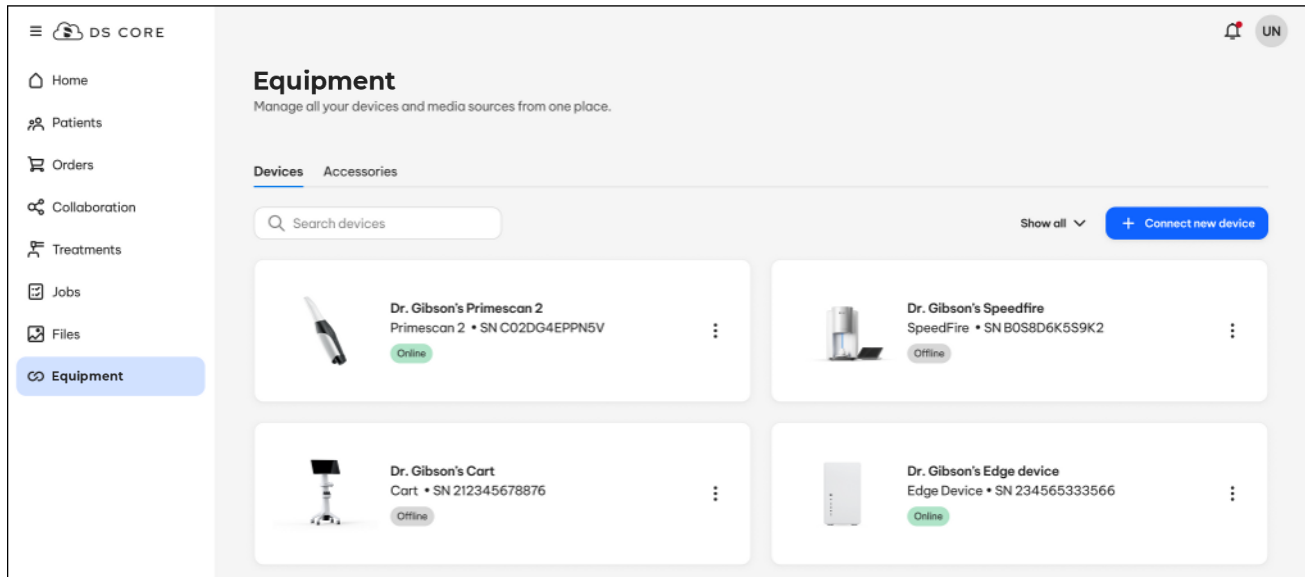 DS CORE
UN
Home
Patients
Orders
Collaboration
Treatments
Jobs
Files
Equipment
Equipment
Manage all your devices and media sources from one place.
Devices Accessories
Search devices
Show all
+ Connect new device
Dr. Gibson's Primescan 2
Primescan 2 • SN C02DG4EPPN5V
Online
Dr. Gibson's Speedfire
SpeedFire • SN B0S8D6K5S9K2
Offline
Dr. Gibson's Cart
Cart • SN 212345678876
Offline
Dr. Gibson's Edge device
Edge Device • SN 234565333566
Online